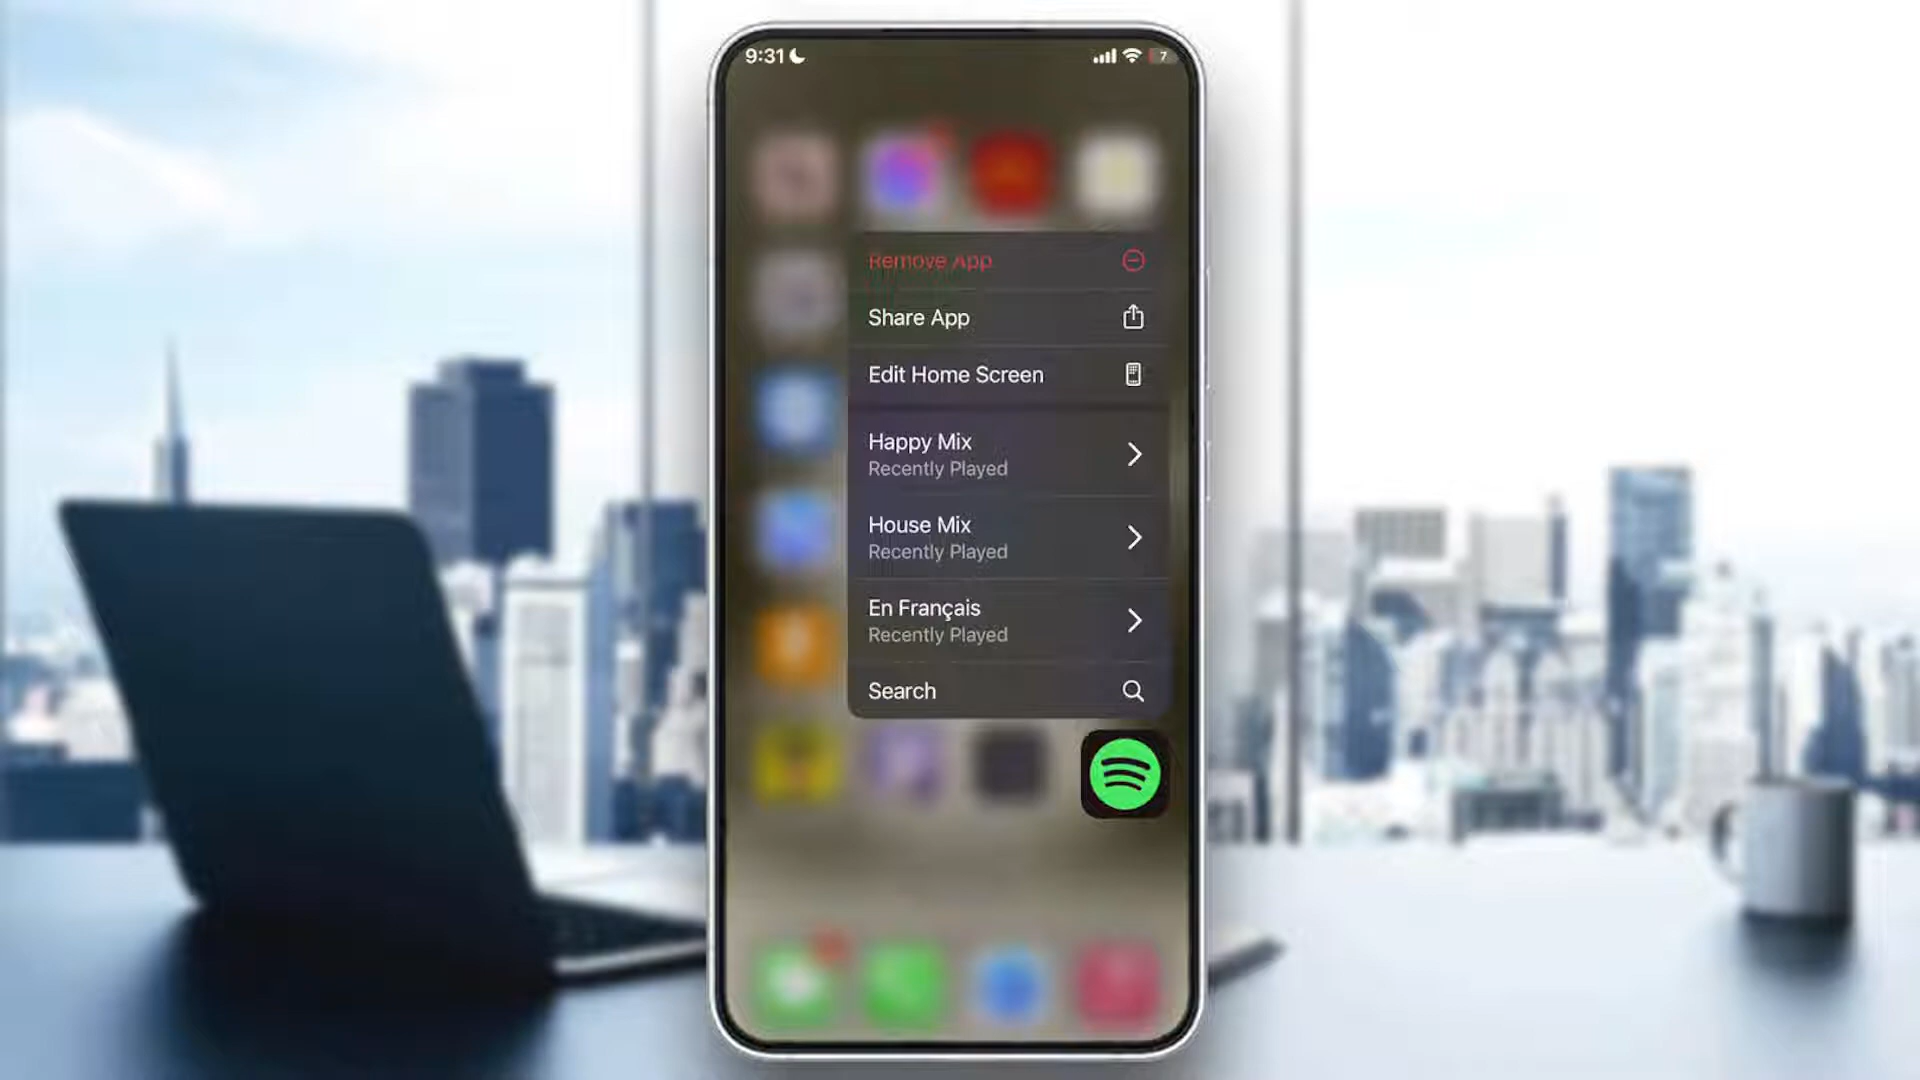 9:31
7
Remove App
Share App
Edit Home Screen
Happy Mix
Recently Played
House Mix
Recently Played
En Français
Recently Played
Search